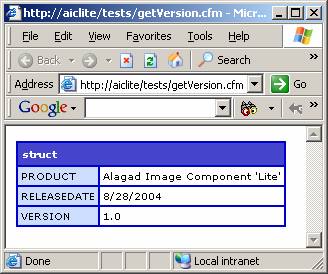 http://aiclite/tests/getVersion.cfm - Micr...
File Edit View Favorites Tools Help
Back Search
Address http://aiclite/tests/getVersion.cfm Go
Google
struct
PRODUCT Alagad Image Component 'Lite'
RELEASEDATE 8/28/2004
VERSION 1.0
Done Local intranet